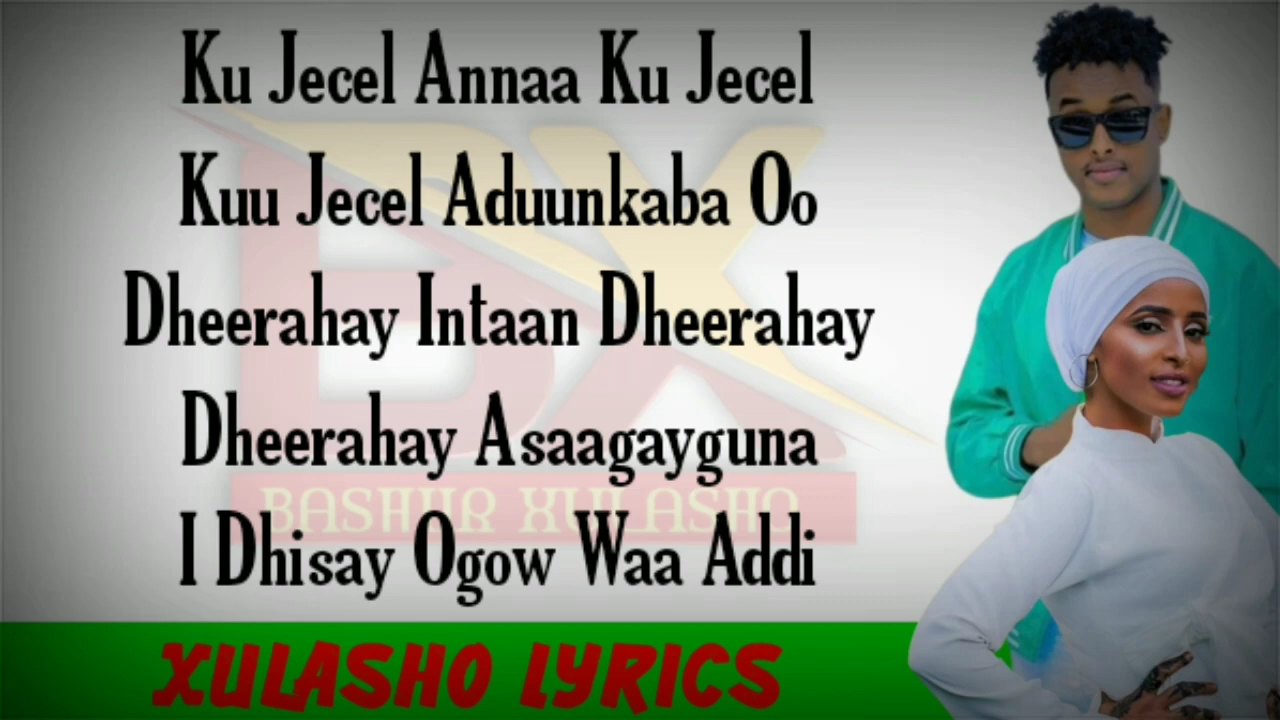 Ku Jecel Annaa Ku Jecel
Kuu Jecel Aduunkaba Oo
Dheerahay Intaan Dheerahay
Dheerahay Asaagayguna
BASHIR XULASHO
I Dhisay Ogow Waa Addi
XULASHO LYRICS